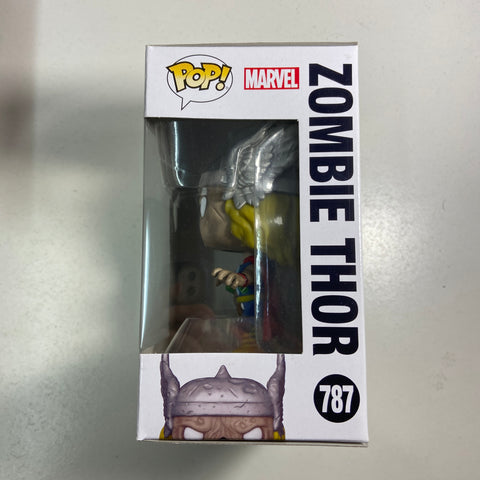 POP!
MARVEL
ZOMBIE THOR
787